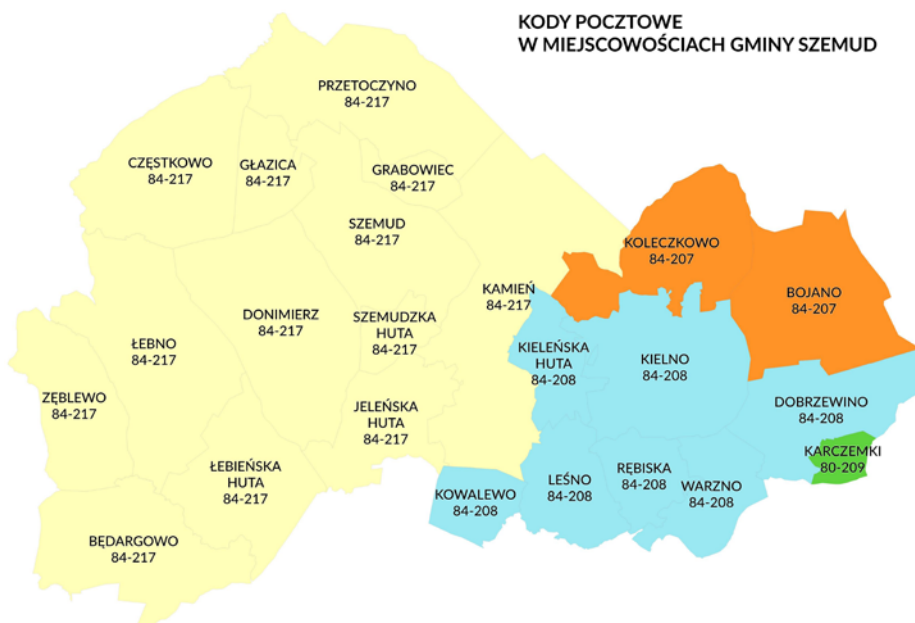 KODY POCZTOWE
W MIEJSCOWOŚCIACH GMINY SZEMUD
PRZETOCZYNO
84-217
CZĘSTKOWO
84-217
GŁAZICA
84-217
GRABOWIEC
84-217
SZEMUD
84-217
KOLECZKOWO
84-207
BOJANO
84-207
KAMIEŃ
84-217
DONIMIERZ
84-217
SZEMUDZKA
HUTA
84-217
ŁEBNO
84-217
KIELEŃSKA
HUTA
84-208
KIELNO
84-208
ZĘBLEWO
84-217
JELEŃSKA
HUTA
84-217
DOBRZEWINO
84-208
KARCZEMKI
80-209
ŁEBIEŃSKA
HUTA
84-217
KOWALEWO
84-208
LEŚNO
84-208
RĘBISKA
84-208
WARZNO
84-208
BĘDARGOWO
84-217